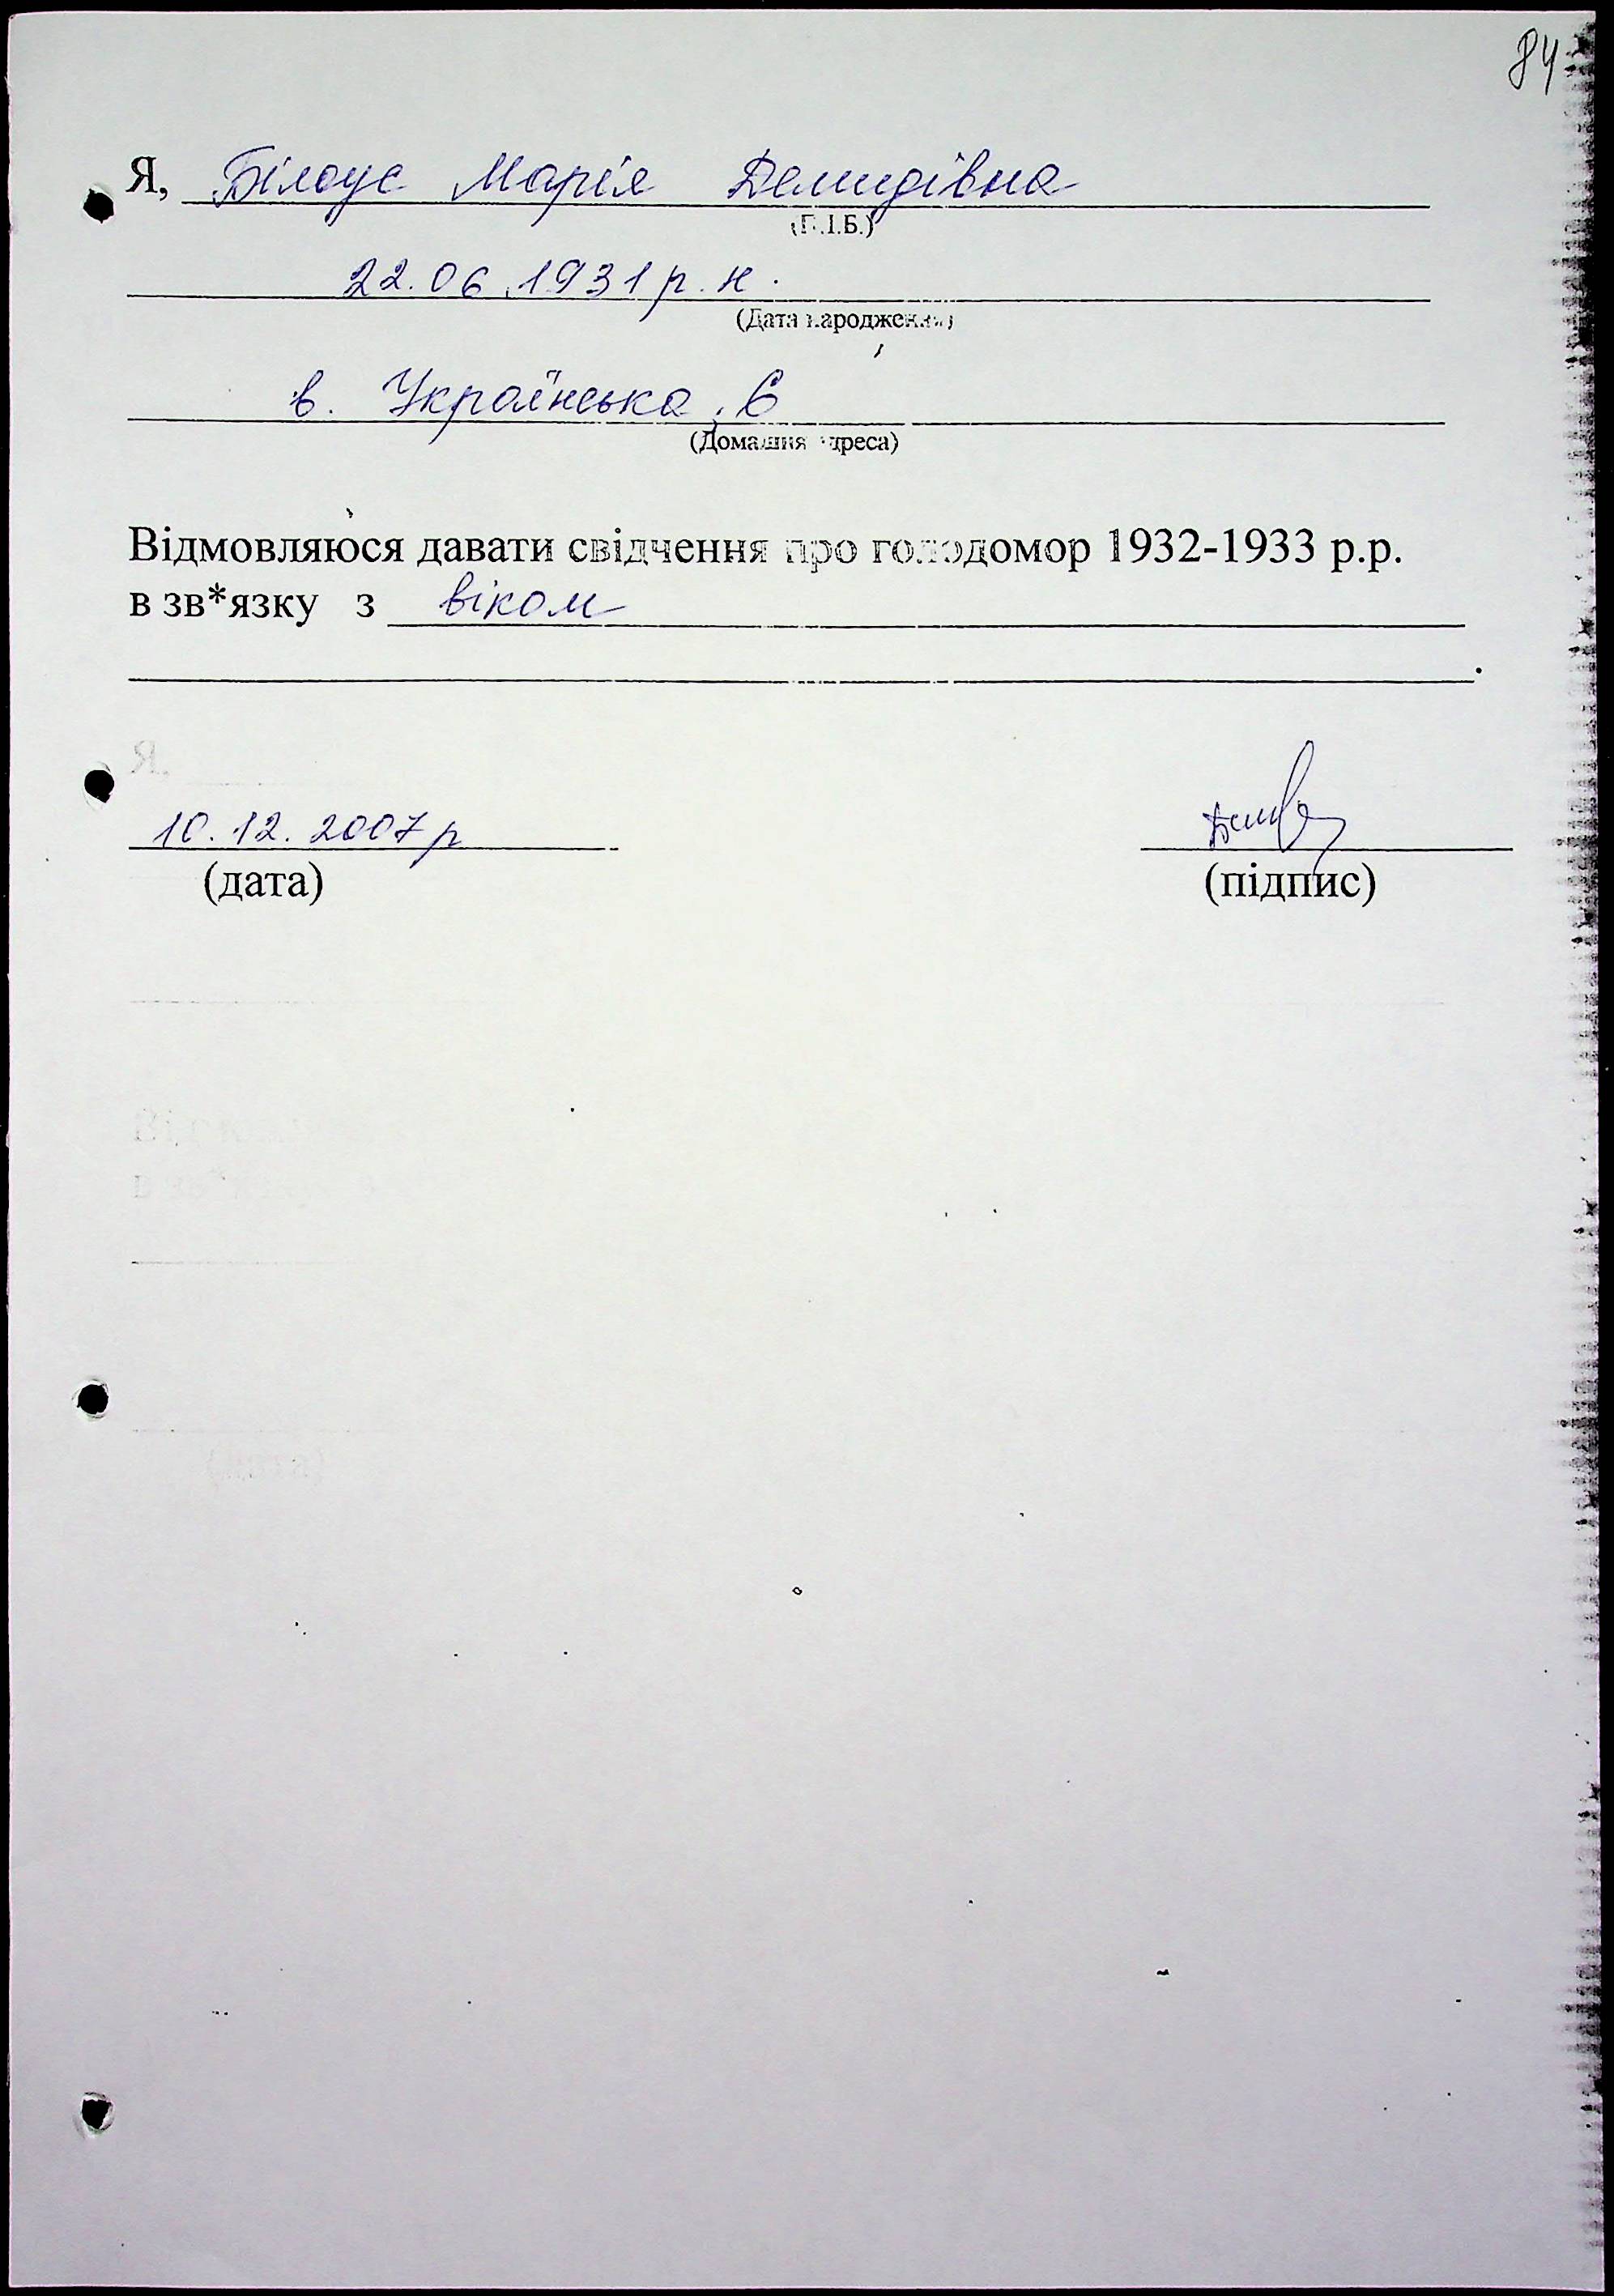 84
Я, Білоус Марія Демидівна
(П.І.Б.)
22.06.1931 р. н.
(Дата народження)
в. Українська, 6
(Домашня адреса)
Відмовляюся давати свідчення про голодомор 1932-1933 р.р.
в зв*язку з віком
.
10.12.2007 р
(дата)
(підпис)